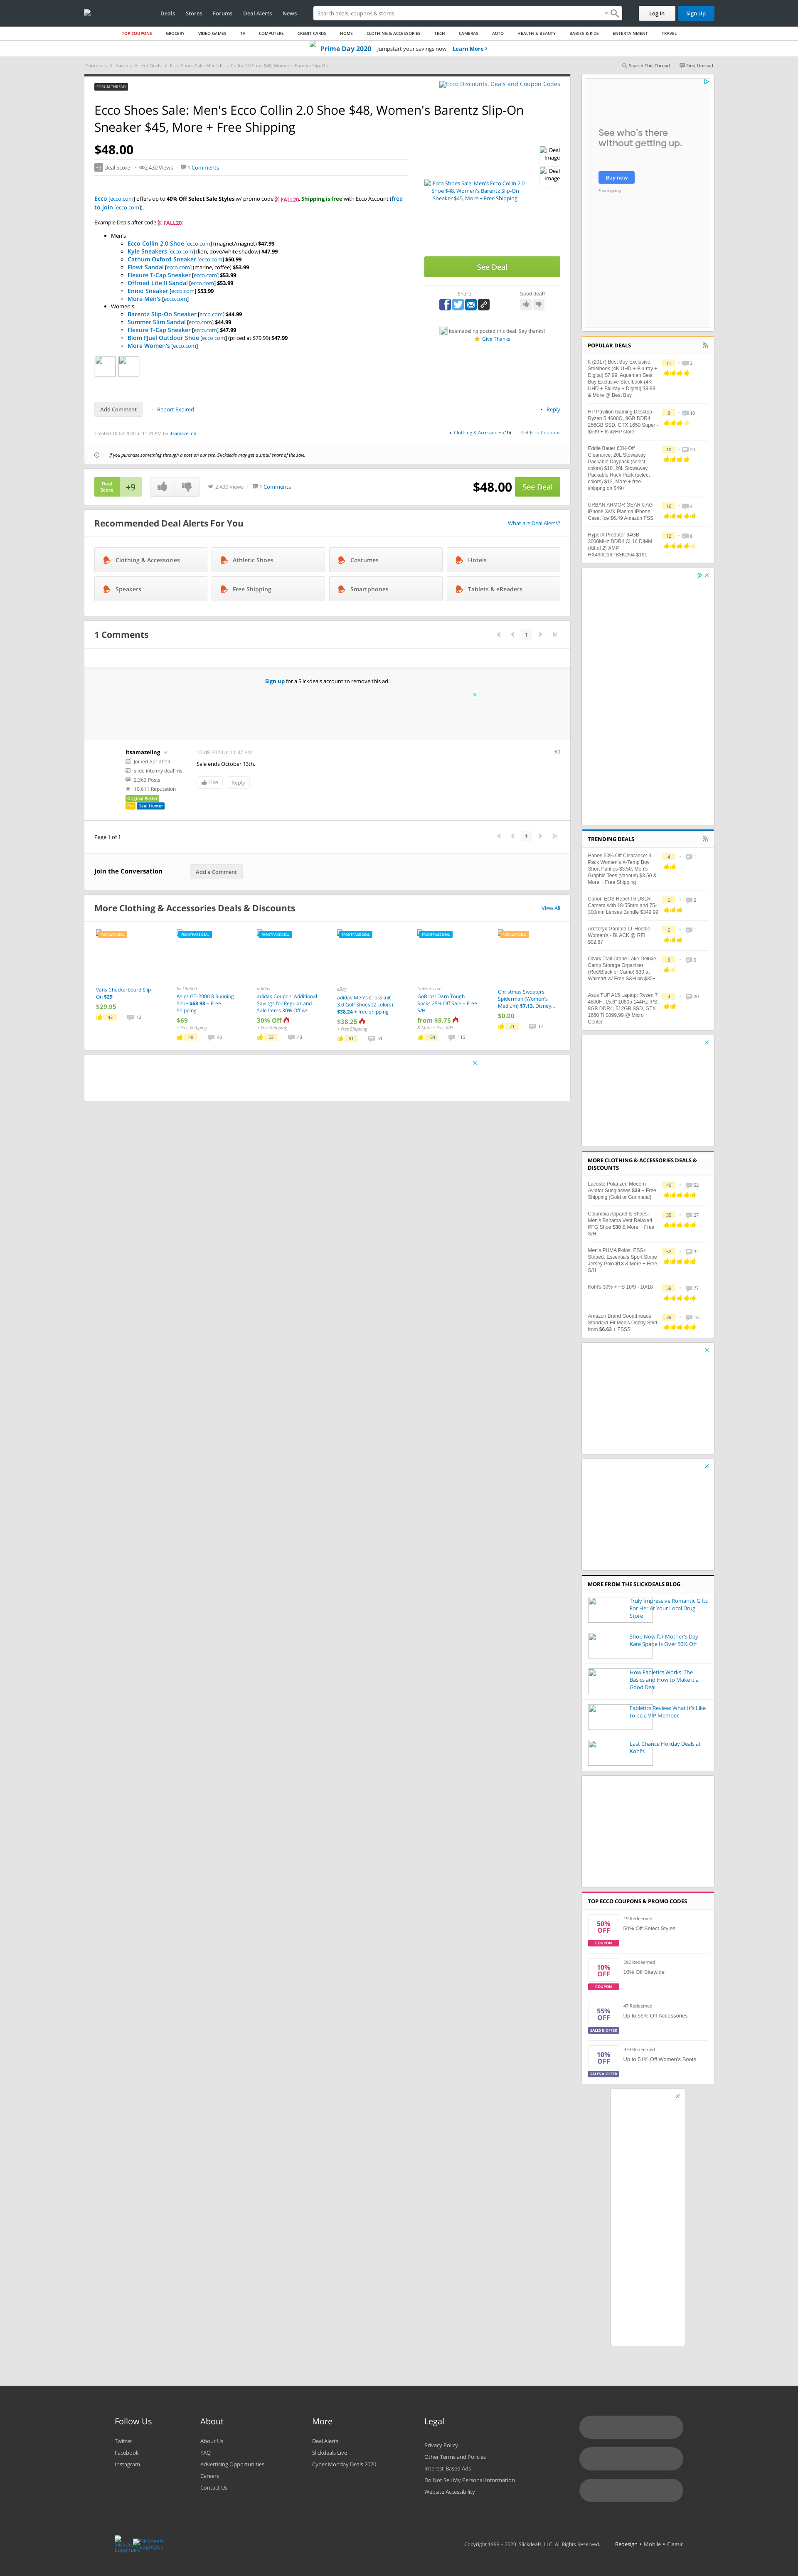 Deals Stores Forums Deal Alerts News
Search deals, coupons & stores
Log In Sign Up
TOP COUPONS GROCERY VIDEO GAMES TV COMPUTERS CREDIT CARDS HOME CLOTHING & ACCESSORIES TECH CAMERAS AUTO HEALTH & BEAUTY BABIES & KIDS ENTERTAINMENT TRAVEL
Prime Day 2020 Jumpstart your savings now Learn More
Slickdeals Forums Hot Deals Ecco Shoes Sale: Men's Ecco Collin 2.0 Shoe $48, Women's Barents Slip-On ...
Search This Thread First Unread
FORUM THREAD
Ecco Discounts, Deals and Coupon Codes
Ecco Shoes Sale: Men's Ecco Collin 2.0 Shoe $48, Women's Barents Slip-On
Sneaker $45, More + Free Shipping
$48.00
+9 Deal Score 2,430 Views 1 Comments
Ecco [ecco.com] offers up to 40% Off Select Sale Styles w/ promo code FALL20. Shipping is free with Ecco Account (free
to join [ecco.com]).
Example Deals after code FALL20:
Men's
Ecco Collin 2.0 Shoe [ecco.com] (magnet/magnet) $47.99
Kyle Sneakers [ecco.com] (lion, dove/white shadow) $47.99
Cathum Oxford Sneaker [ecco.com] $50.99
Flowt Sandal [ecco.com] (marine, coffee) $53.99
Flexure T-Cap Sneaker [ecco.com] $53.99
Offroad Lite II Sandal [ecco.com] $53.99
Ennio Sneaker [ecco.com] $53.99
More Men's [ecco.com]
Women's
Barentz Slip-On Sneaker [ecco.com] $44.99
Summer Slim Sandal [ecco.com] $44.99
Flexure T-Cap Sneaker [ecco.com] $47.99
Biom FJuel Outdoor Shoe [ecco.com] (priced at $79.99) $47.99
More Women's [ecco.com]
Deal
Image
Deal
Image
Ecco Shoes Sale: Men's Ecco Collin 2.0
Shoe $48, Women's Barents Slip-On
Sneaker $45, More + Free Shipping
See Deal
Share Good deal?
itsamazeling posted this deal. Say thanks!
Give Thanks
Add Comment Report Expired Reply
Created 10-08-2020 at 11:31 AM by itsamazeling
in Clothing & Accessories (10) Get Ecco Coupons
If you purchase something through a post on our site, Slickdeals may get a small share of the sale.
Deal
Score +9
2,430 Views 1 Comments
$48.00 See Deal
Recommended Deal Alerts For You What are Deal Alerts?
Clothing & Accessories Athletic Shoes Costumes Hotels
Speakers Free Shipping Smartphones Tablets & eReaders
1 Comments 1
Sign up for a Slickdeals account to remove this ad.
itsamazeling 10-08-2020 at 11:37 PM #2
Joined Apr 2019
slide into my deal'ms.
2,363 Posts
10,611 Reputation
Original Poster
Pro Deal Hunter
Sale ends October 13th.
Like Reply
Page 1 of 1 1
Join the Conversation Add a Comment
More Clothing & Accessories Deals & Discounts View All
POPULAR DEAL
Vans Checkerboard Slip-
On $29
$29.95
42 12
FRONTPAGE DEAL
JackRabbit
Asics GT-2000 8 Running
Shoe $68.98 + Free
Shipping
$69
+ Free Shipping
49 40
FRONTPAGE DEAL
adidas
adidas Coupon: Additional
Savings for Regular and
Sale Items 30% Off w/...
30% Off
+ Free Shipping
53 43
FRONTPAGE DEAL
eBay
adidas Men's Crossknit
3.0 Golf Shoes (2 colors)
$38.24 + free shipping
$38.25
+ Free Shipping
91 51
FRONTPAGE DEAL
GoBros.com
GoBros: Darn Tough
Socks 25% Off Sale + Free
S/H
from $9.75
& More + Free S/H
134 115
POPULAR DEAL
Christmas Sweaters:
Spiderman (Women's
Medium) $7.13, Disney...
$0.00
71 17
See who's there
without getting up.
Buy now
Free shipping
POPULAR DEALS
It (2017) Best Buy Exclusive
Steelbook (4K UHD + Blu-ray +
Digital) $7.99, Aquaman Best
Buy Exclusive Steelbook (4K
UHD + Blu-ray + Digital) $9.99
& More @ Best Buy
11 3
HP Pavilion Gaming Desktop,
Ryzen 5 4600G, 8GB DDR4,
256GB SSD, GTX 1650 Super -
$599 + fs @HP store
8 10
Eddie Bauer 60% Off
Clearance: 20L Stowaway
Packable Daypack (select
colors) $10, 20L Stowaway
Packable Ruck Pack (select
colors) $12, More + free
shipping on $49+
19 20
URBAN ARMOR GEAR UAG
iPhone Xs/X Plasma iPhone
Case, Ice $6.49 Amazon FSS
16 4
HyperX Predator 64GB
3000MHz DDR4 CL16 DIMM
(Kit of 2) XMP
HX430C16PB3K2/64 $191
12 6
TRENDING DEALS
Hanes 50% Off Clearance: 3-
Pack Women's X-Temp Boy
Short Panties $3.50, Men's
Graphic Tees (various) $3.50 &
More + Free Shipping
4 1
Canon EOS Rebel T6 DSLR
Camera with 18-55mm and 75-
300mm Lenses Bundle $349.99
6 2
Arc'teryx Gamma LT Hoodie -
Women's - BLACK @ REI
$92.87
6 1
Ozark Trail Crane Lake Deluxe
Camp Storage Organizer
(Red/Black or Camo) $30 at
Walmart w/ Free S&H on $35+
3 0
Asus TUF A15 Laptop: Ryzen 7
4800H, 15.6" 1080p 144Hz IPS,
8GB DDR4, 512GB SSD, GTX
1660 Ti $899.99 @ Micro
Center
4 20
MORE CLOTHING & ACCESSORIES DEALS &
DISCOUNTS
Lacoste Polarized Modern
Aviator Sunglasses $39 + Free
Shipping (Gold or Gunmetal)
40 52
Columbia Apparel & Shoes:
Men's Bahama Vent Relaxed
PFG Shoe $30 & More + Free
S/H
35 27
Men's PUMA Polos: ESS+
Striped, Essentials Sport Stripe
Jersey Polo $13 & More + Free
S/H
52 32
Kohl's 30% + FS 10/9 - 10/18
59 77
Amazon Brand Goodthreads
Standard-Fit Men's Dobby Shirt
from $6.63 + FSSS
39 16
MORE FROM THE SLICKDEALS BLOG
Truly Impressive Romantic Gifts
For Her At Your Local Drug
Store
Shop Now for Mother's Day:
Kate Spade Is Over 50% Off
How Fabletics Works: The
Basics and How to Make it a
Good Deal
Fabletics Review: What It's Like
to be a VIP Member
Last Chance Holiday Deals at
Kohl's
TOP ECCO COUPONS & PROMO CODES
50%
OFF
COUPON
19 Redeemed
50% Off Select Styles
10%
OFF
COUPON
292 Redeemed
10% Off Sitewide
55%
OFF
SALES & OFFER
47 Redeemed
Up to 55% Off Accessories
10%
OFF
SALES & OFFER
979 Redeemed
Up to 51% Off Women's Boots
Follow Us
Twitter
Facebook
Instagram
About
About Us
FAQ
Advertising Opportunities
Careers
Contact Us
More
Deal Alerts
Slickdeals Live
Cyber Monday Deals 2020
Legal
Privacy Policy
Other Terms and Policies
Interest-Based Ads
Do Not Sell My Personal Information
Website Accessibility
Copyright 1999 – 2020. Slickdeals, LLC. All Rights Reserved. Redesign • Mobile • Classic